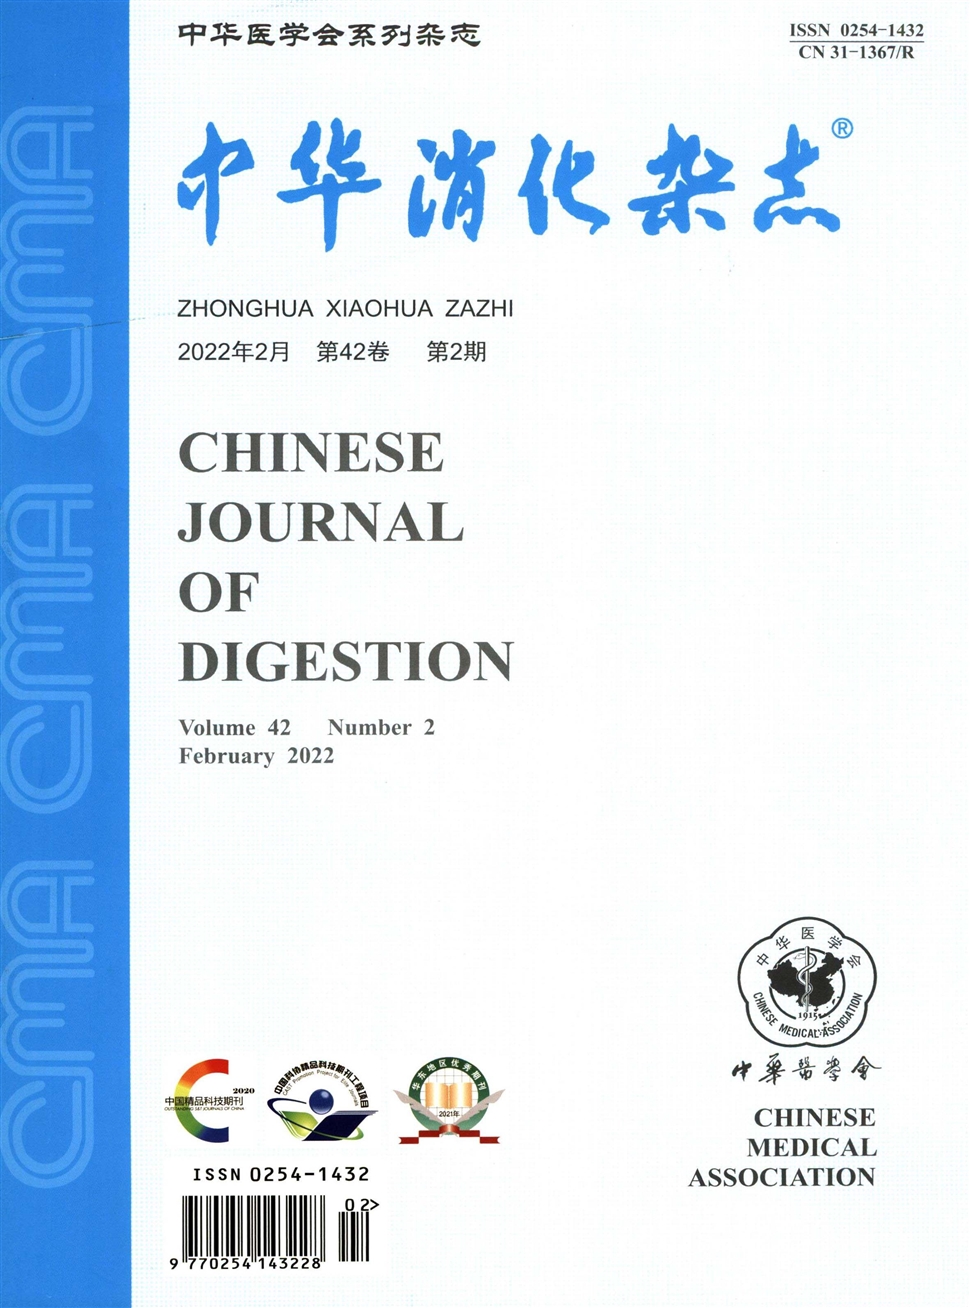 中华医学会系列杂志
ISSN 0254-1432
CN 31-1367/R
中华消化杂志®
ZHONGHUA XIAOHUA ZAZHI
2022年2月 第42卷 第2期
CHINESE
JOURNAL
OF
DIGESTION
Volume 42 Number 2
February 2022
CMA CMA CMA
中华医学会
1915
CHINESE MEDICAL ASSOCIATION
中華醫學會
CHINESE
MEDICAL
ASSOCIATION
2020
中国精品科技期刊
OUTSTANDING S&T JOURNALS OF CHINA
中国科协精品科技期刊工程项目
CAST Promotion Project for Elite Journals
华东地区优秀期刊
2021年
ISSN 0254-1432
02>
9 770254 143228